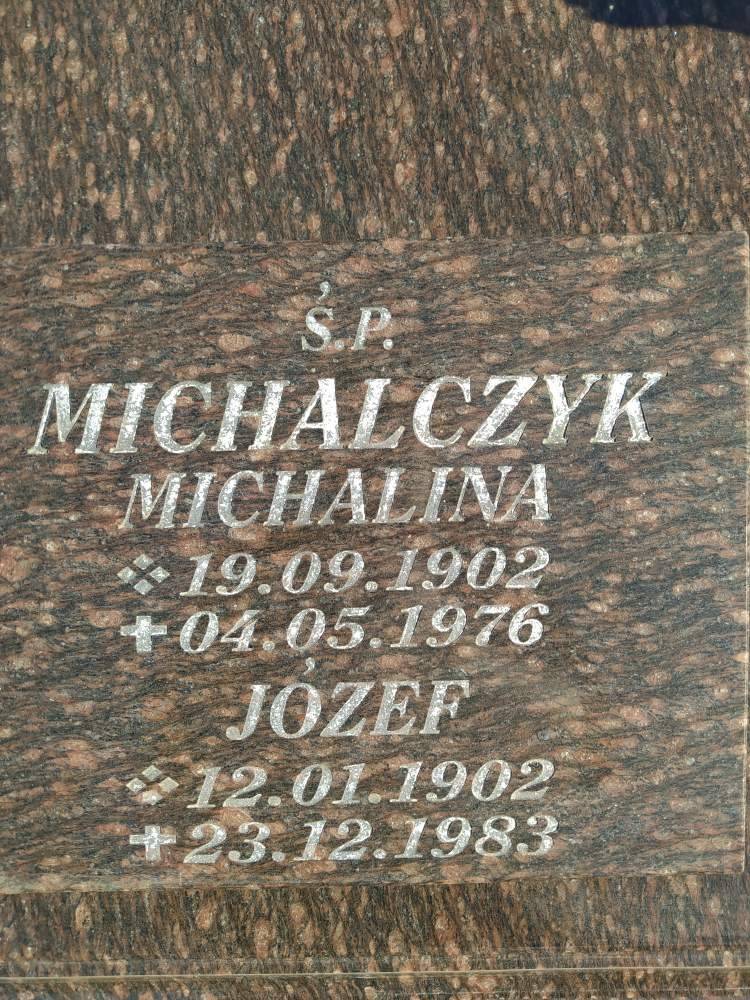 Ś.P.
MICHALCZYK
MICHALINA
❖19.09.1902
✝04.05.1976
JÓZEF
❖12.01.1902
✝23.12.1983